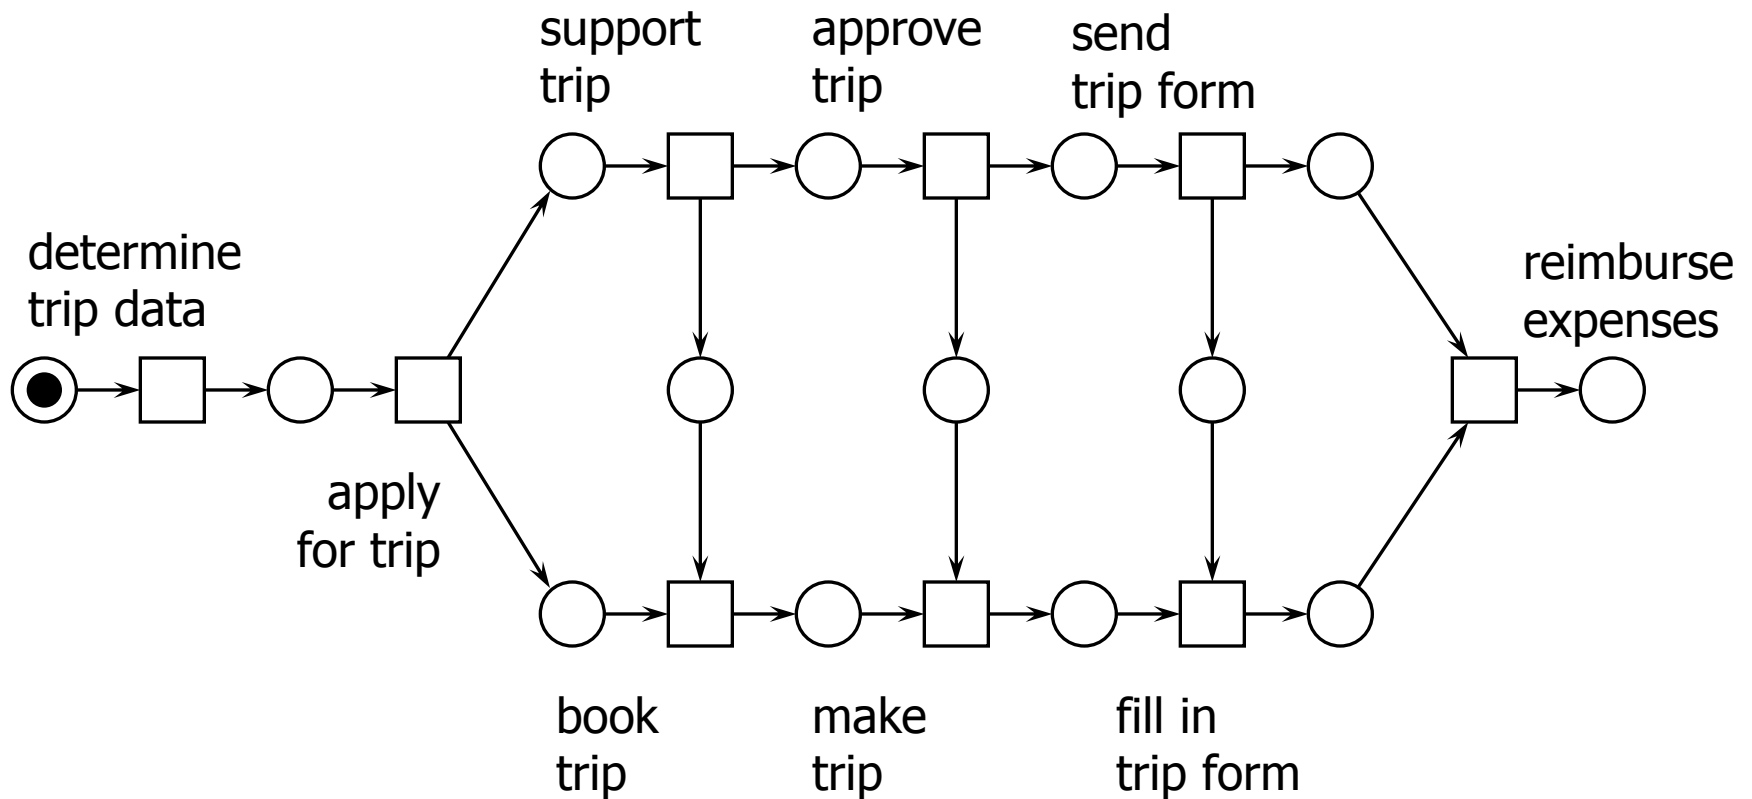 support
trip
approve
trip
send
trip form
determine
trip data
reimburse
expenses
apply
for trip
book
trip
make
trip
fill in
trip form